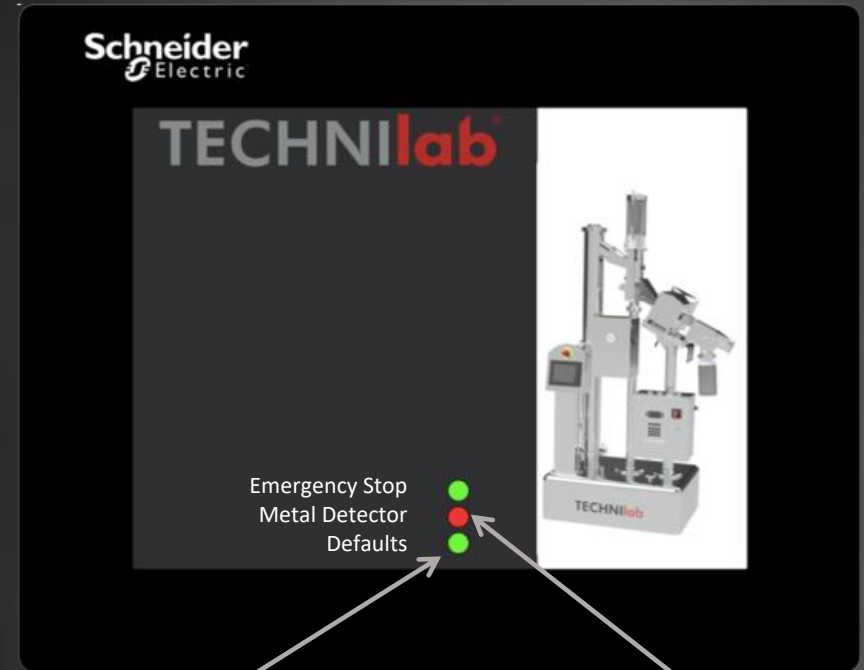 Schneider
Electric
TECHNIlab
Emergency Stop
Metal Detector
Defaults
TECHNIlab